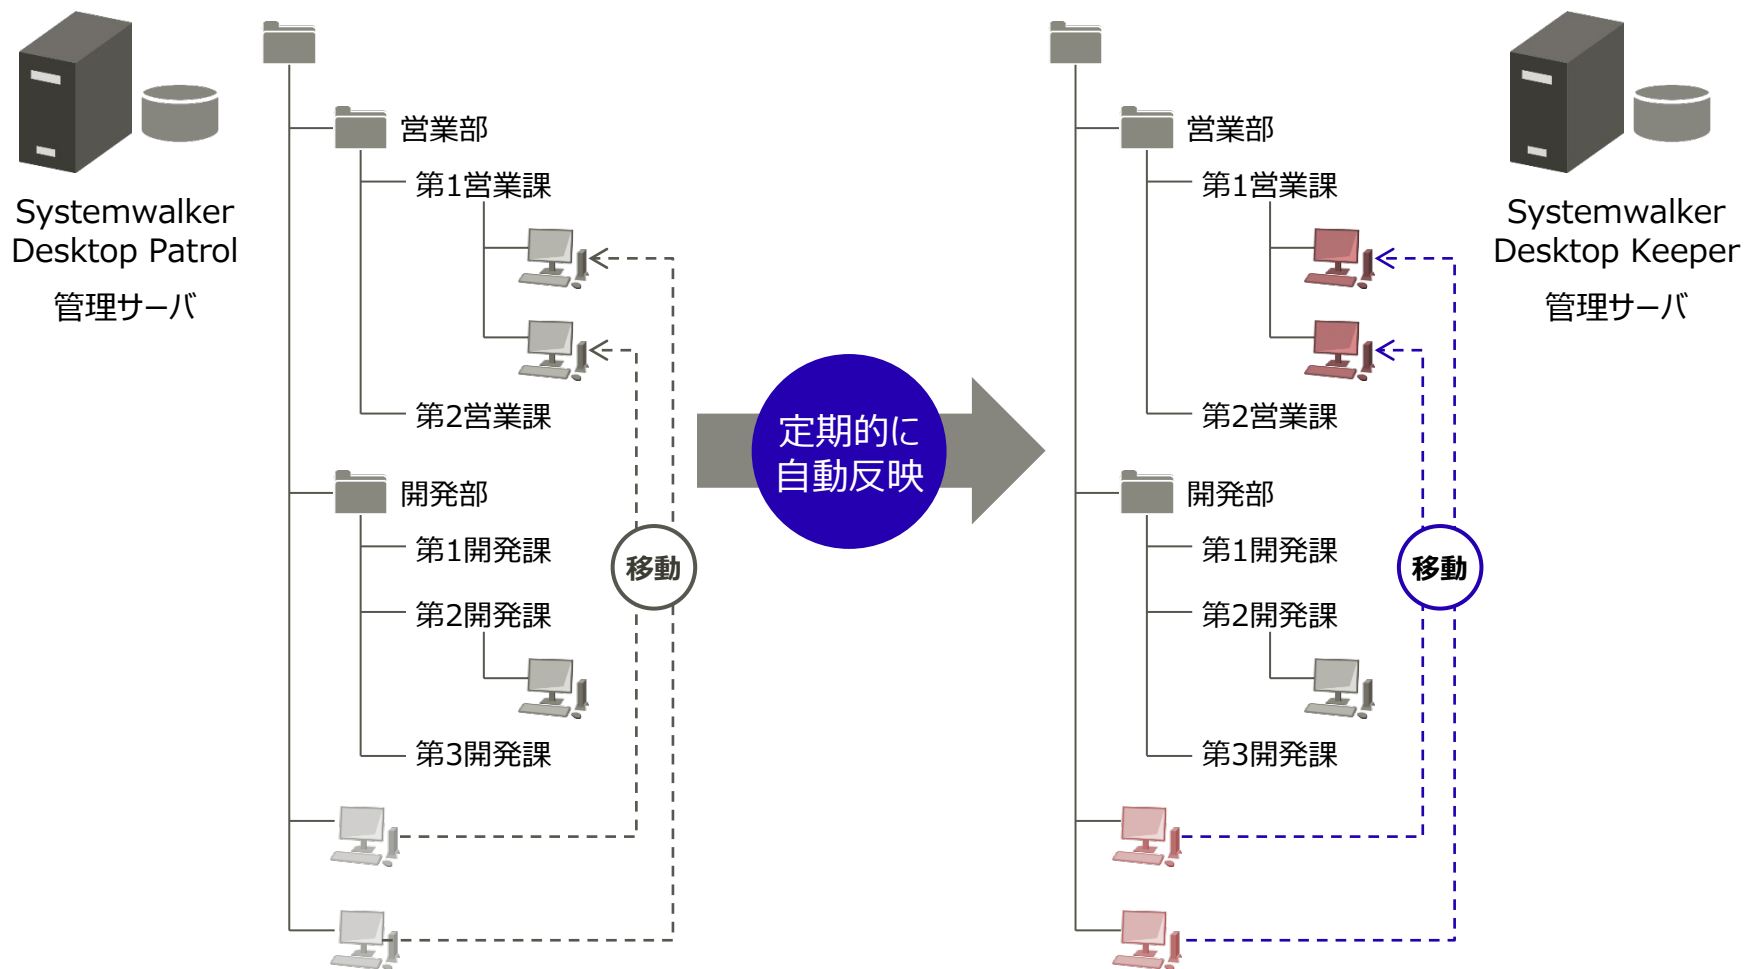 Systemwalker
Desktop Patrol
管理サーバ
営業部
第1営業課
第2営業課
開発部
第1開発課
第2開発課
第3開発課
移動
定期的に
自動反映
営業部
第1営業課
第2営業課
開発部
第1開発課
第2開発課
第3開発課
移動
Systemwalker
Desktop Keeper
管理サーバ